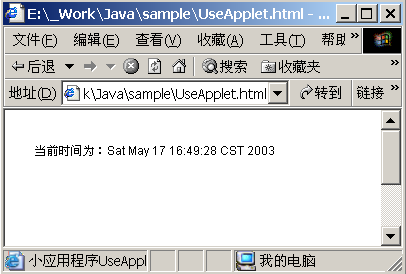 E:\_Work\Java\sample\UseApplet.html - ...
文件(F) 编辑(E) 查看(V) 收藏(A) 工具(T) 帮助 »
后退 » 搜索 收藏夹 »
地址(D) k\Java\sample\UseApplet.html 转到 链接 »
当前时间为：Sat May 17 16:49:28 CST 2003
小应用程序UseAppl 我的电脑